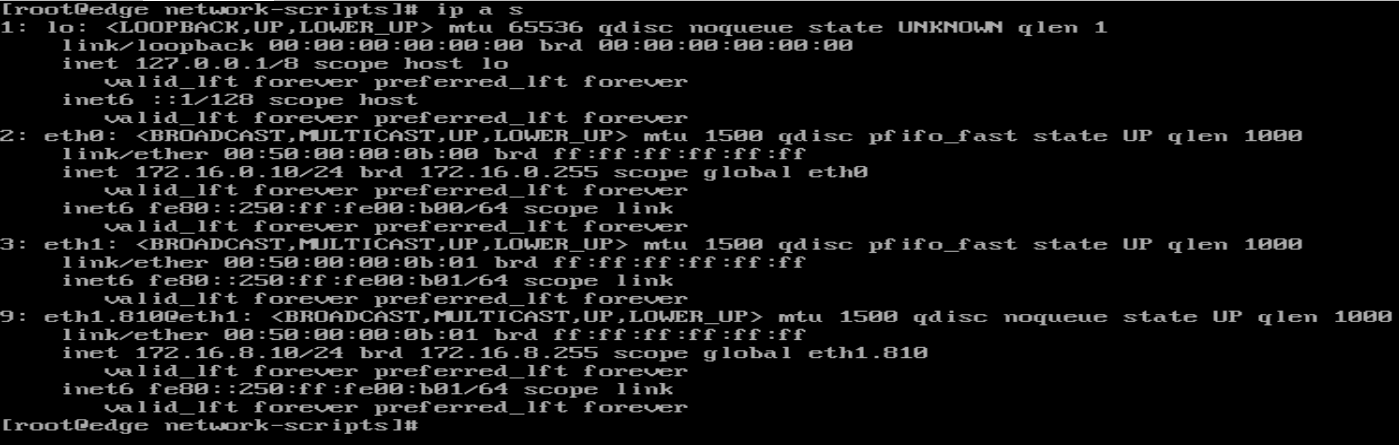 [root@edge network-scripts]# ip a s
1: lo: <LOOPBACK,UP,LOWER_UP> mtu 65536 qdisc noqueue state UNKNOWN qlen 1
    link/loopback 00:00:00:00:00:00 brd 00:00:00:00:00:00
    inet 127.0.0.1/8 scope host lo
       valid_lft forever preferred_lft forever
    inet6 ::1/128 scope host
       valid_lft forever preferred_lft forever
2: eth0: <BROADCAST,MULTICAST,UP,LOWER_UP> mtu 1500 qdisc pfifo_fast state UP qlen 1000
    link/ether 00:50:00:00:0b:00 brd ff:ff:ff:ff:ff:ff
    inet 172.16.0.10/24 brd 172.16.0.255 scope global eth0
       valid_lft forever preferred_lft forever
    inet6 fe80::250:ff:fe00:b00/64 scope link
       valid_lft forever preferred_lft forever
3: eth1: <BROADCAST,MULTICAST,UP,LOWER_UP> mtu 1500 qdisc pfifo_fast state UP qlen 1000
    link/ether 00:50:00:00:0b:01 brd ff:ff:ff:ff:ff:ff
    inet6 fe80::250:ff:fe00:b01/64 scope link
       valid_lft forever preferred_lft forever
9: eth1.810@eth1: <BROADCAST,MULTICAST,UP,LOWER_UP> mtu 1500 qdisc noqueue state UP qlen 1000
    link/ether 00:50:00:00:0b:01 brd ff:ff:ff:ff:ff:ff
    inet 172.16.8.10/24 brd 172.16.8.255 scope global eth1.810
       valid_lft forever preferred_lft forever
    inet6 fe80::250:ff:fe00:b01/64 scope link
       valid_lft forever preferred_lft forever
[root@edge network-scripts]#